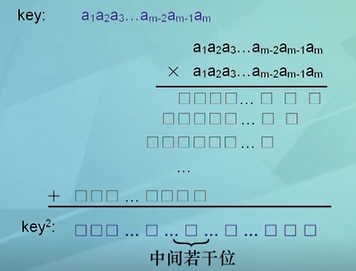 key: a₁a₂a₃…aₘ₋₂aₘ₋₁aₘ
a₁a₂a₃…aₘ₋₂aₘ₋₁aₘ
× a₁a₂a₃…aₘ₋₂aₘ₋₁aₘ
□□□□…□ □ □
□□□□□…□ □
□□□□□□…□
…
+ □□□…□□□□
key²: □□□…□…□…□…□□□
中间若干位